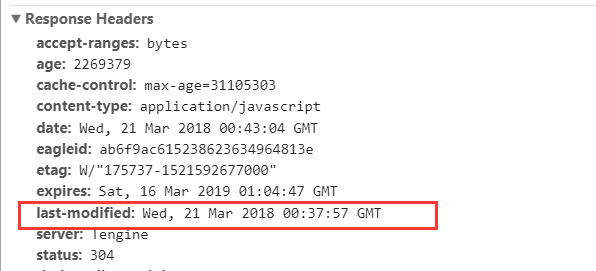 ▼ Response Headers
accept-ranges: bytes
age: 2269379
cache-control: max-age=31105303
content-type: application/javascript
date: Wed, 21 Mar 2018 00:43:04 GMT
eagleid: ab6f9ac615238623634964813e
etag: W/"175737-1521592677000"
expires: Sat, 16 Mar 2019 01:04:47 GMT
last-modified: Wed, 21 Mar 2018 00:37:57 GMT
server: Tengine
status: 304